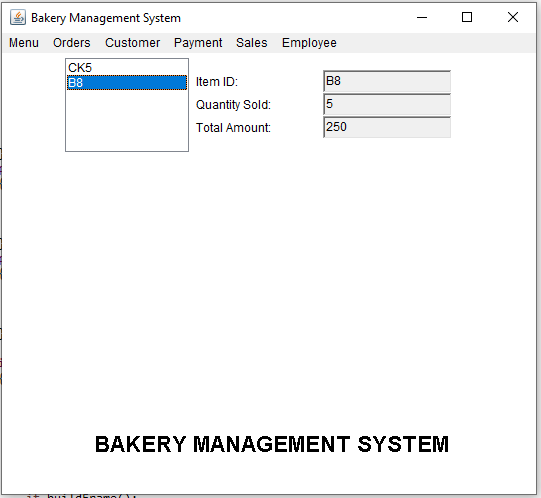 Bakery Management System
Menu Orders Customer Payment Sales Employee
CK5
B8
Item ID: B8
Quantity Sold: 5
Total Amount: 250
BAKERY MANAGEMENT SYSTEM